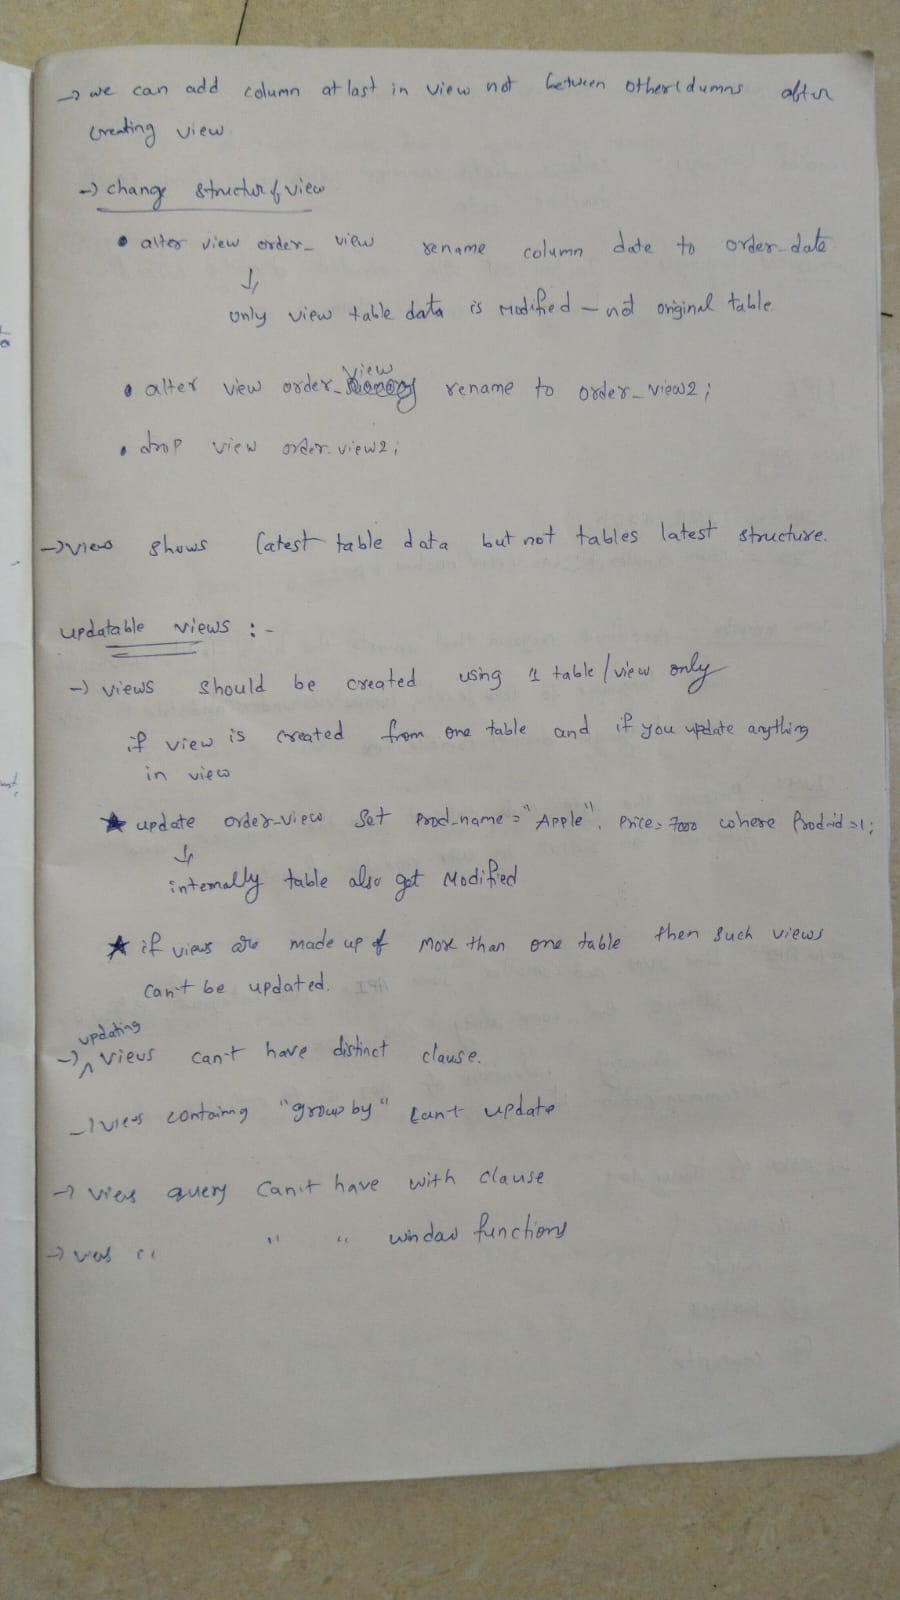 → we can add column at last in view not between other columns after
creating view.
→ change structur of view
• alter view order_ view rename column date to order_date
↓
only view table data is modified - not original table.
• alter view order_view rename to order_view2;
• drop view order_view2;
→ view shows latest table data but not tables latest structure.
updatable views :-
→ views should be created using 1 table/view only
if view is created from one table and if you update anything
in view
★ update order_view set prod_name = "Apple", price = 7000 where prod_id = 1;
↓
internally table also get modified
★ if views are made up of more than one table then such views
can't be updated.
→ updating views can't have distinct clause.
→ views containing "group by" can't update
→ views query can't have with clause
→ views " " " window functions